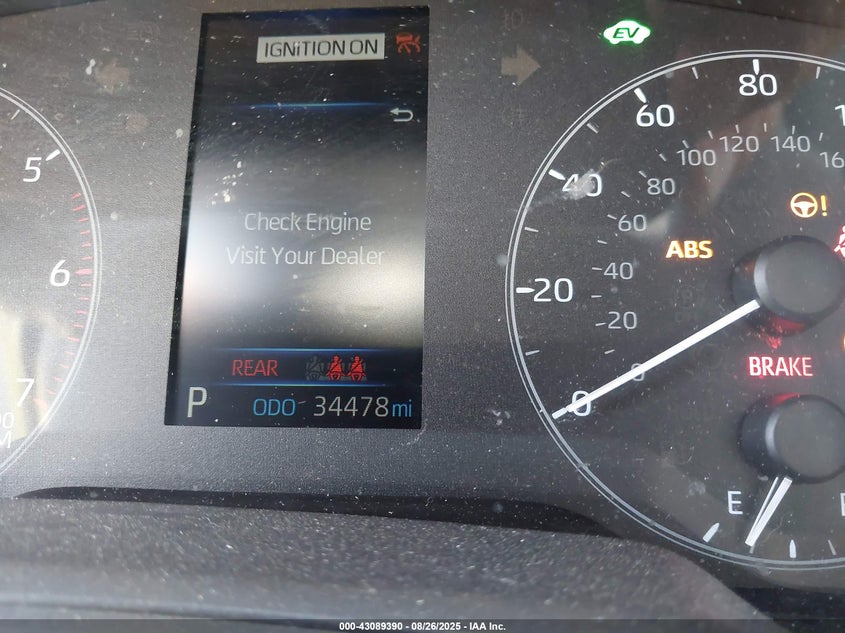 IGNITION ON
EV
5
6
7
Check Engine
Visit Your Dealer
REAR
P
ODO 34478 mi
80
60
40
20
0
140
120
100
80
60
40
20
0
ABS
!
BRAKE
E
000-43089390 - 08/26/2025 - IAA Inc.